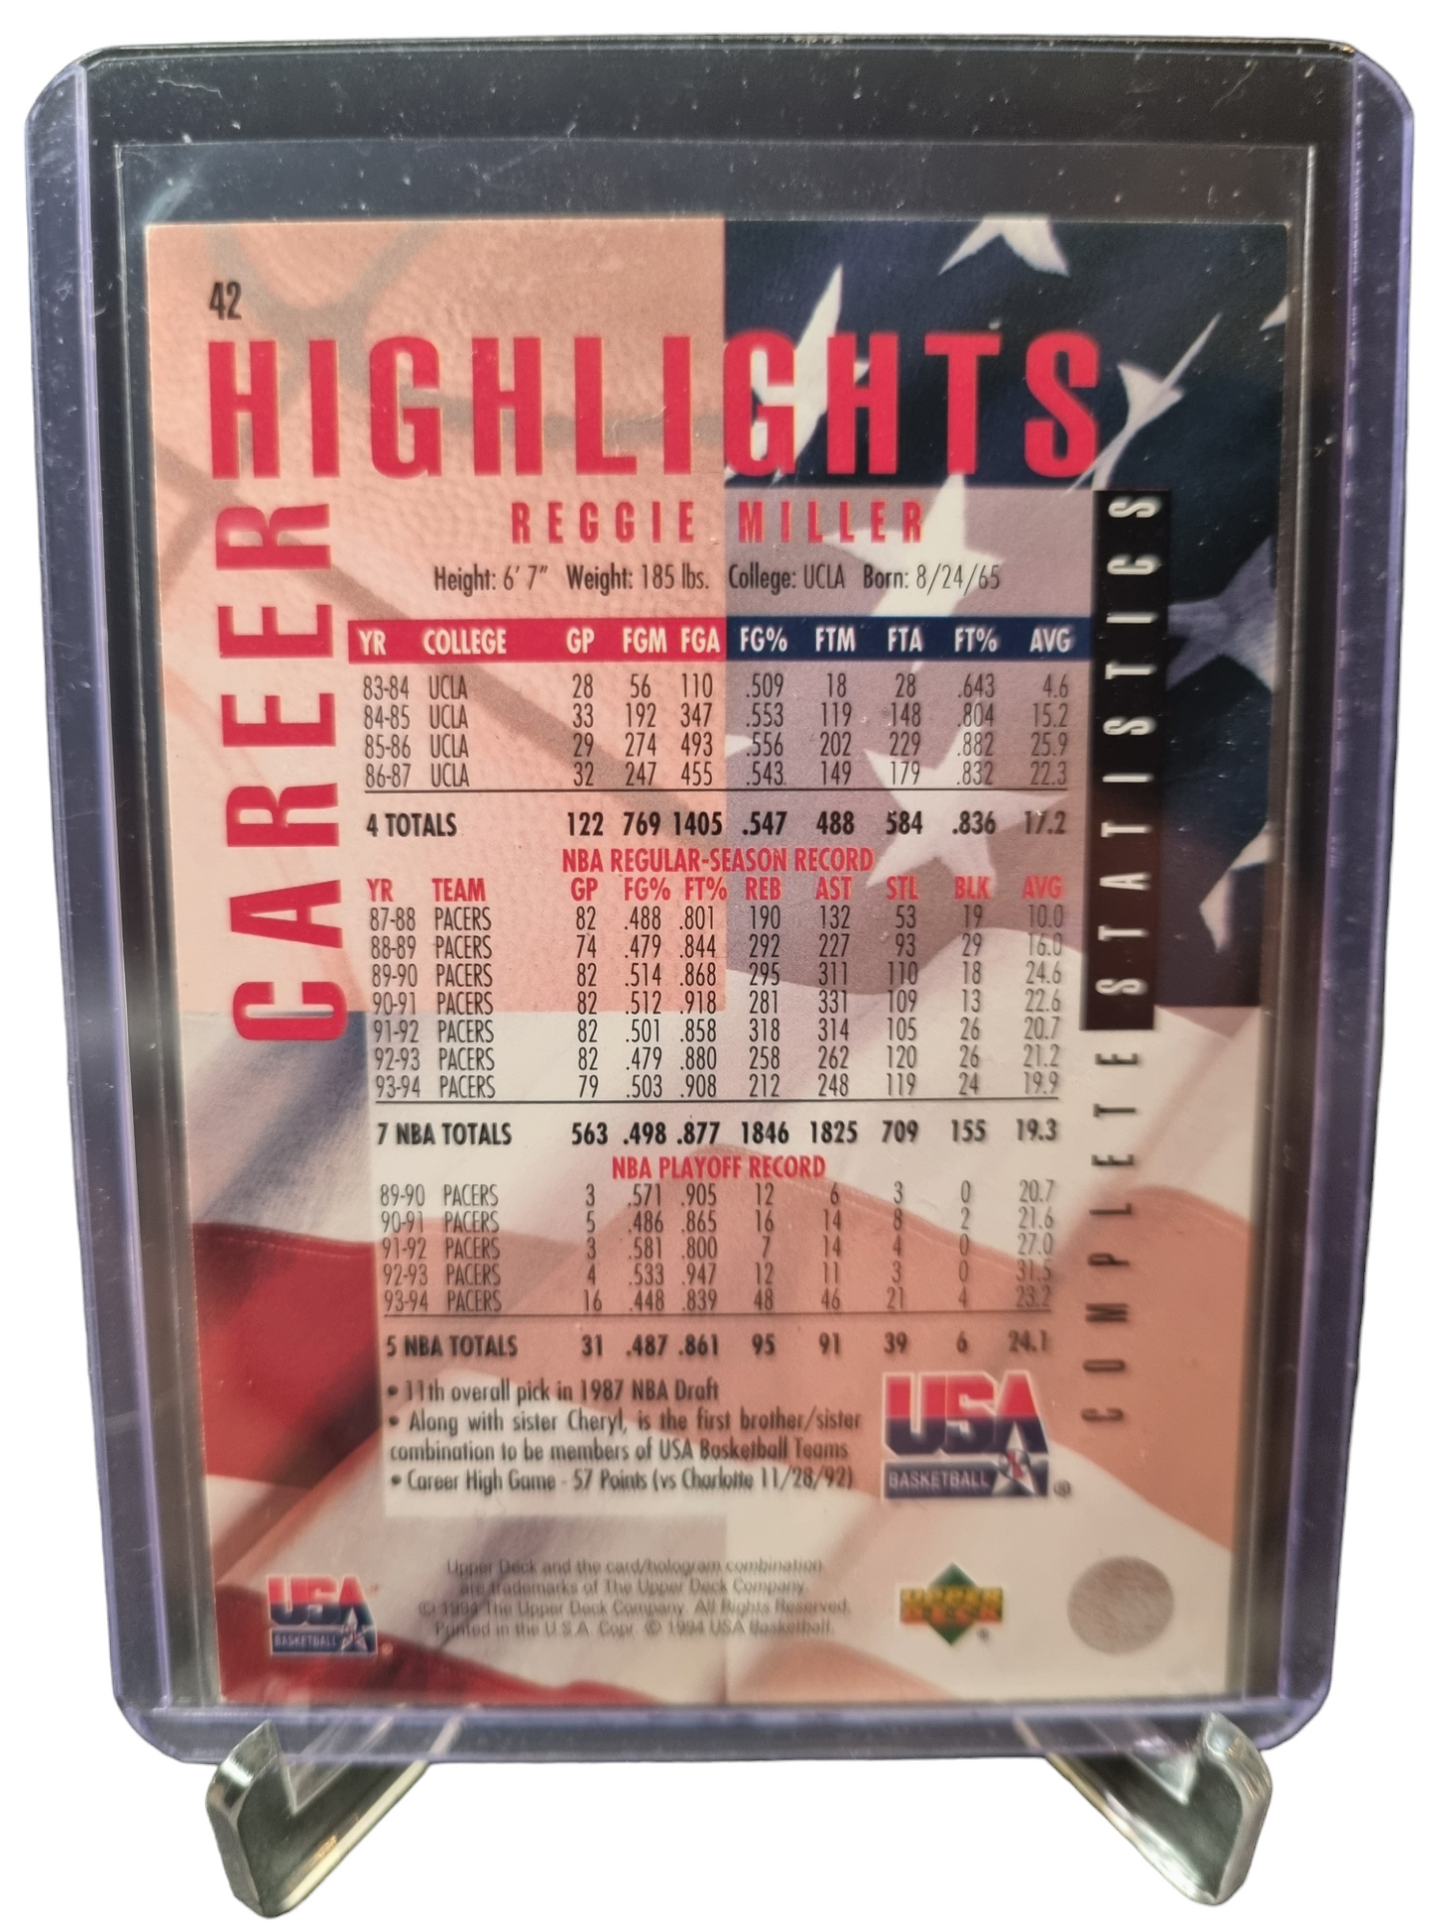 42
HIGHLIGHTS
CAREER
REGGIE MILLER
COMPLETE STATISTICS
Height: 6' 7" Weight: 185 lbs. College: UCLA Born: 8/24/65
YR COLLEGE GP FGM FGA FG% FTM FTA FT% AVG
83-84 UCLA 28 56 110 .509 18 28 .643 4.6
84-85 UCLA 33 192 347 .553 119 148 .804 15.2
85-86 UCLA 29 274 493 .556 202 229 .882 25.9
86-87 UCLA 32 247 455 .543 149 179 .832 22.3
4 TOTALS 122 769 1405 .547 488 584 .836 17.2
NBA REGULAR-SEASON RECORD
YR TEAM GP FG% FT% REB AST STL BLK AVG
87-88 PACERS 82 .488 .801 190 132 53 19 10.0
88-89 PACERS 74 .479 .844 292 227 93 29 16.0
89-90 PACERS 82 .514 .868 295 311 110 18 24.6
90-91 PACERS 82 .512 .918 281 331 109 13 22.6
91-92 PACERS 82 .501 .858 318 314 105 26 20.7
92-93 PACERS 82 .479 .880 258 262 120 26 21.2
93-94 PACERS 79 .503 .908 212 248 119 24 19.9
7 NBA TOTALS 563 .498 .877 1846 1825 709 155 19.3
NBA PLAYOFF RECORD
89-90 PACERS 3 .571 .905 12 6 3 0 20.7
90-91 PACERS 5 .486 .865 16 14 8 2 21.6
91-92 PACERS 3 .581 .800 7 14 4 0 27.0
92-93 PACERS 4 .533 .947 12 11 3 0 31.5
93-94 PACERS 16 .448 .839 48 46 21 4 23.2
5 NBA TOTALS 31 .487 .861 95 91 39 6 24.1
• 11th overall pick in 1987 NBA Draft
• Along with sister Cheryl, is the first brother/sister
combination to be members of USA Basketball Teams
• Career High Game - 57 Points (vs Charlotte 11/28/92)
USA
BASKETBALL ®
Upper Deck and the card/hologram combination
are trademarks of The Upper Deck Company.
© 1994 The Upper Deck Company. All Rights Reserved.
Printed in the U.S.A. Copr. © 1994 USA Basketball.
USA
BASKETBALL ®
UPPER
DECK ®